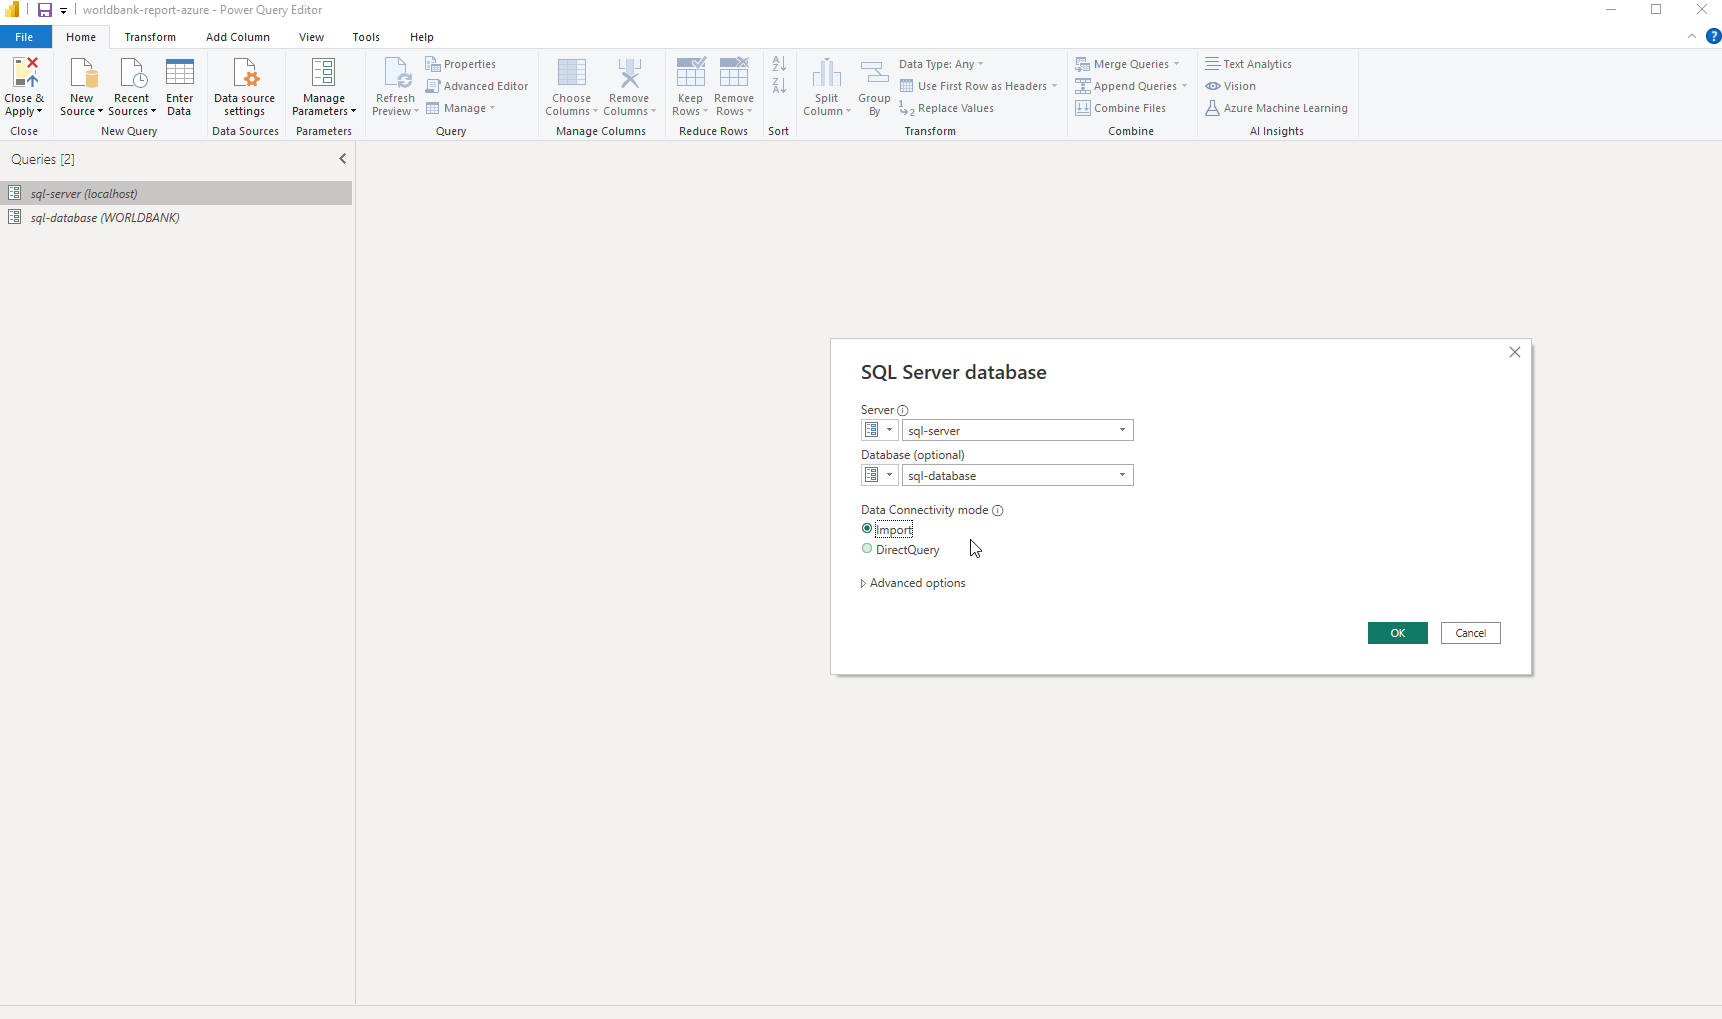 worldbank-report-azure - Power Query Editor
File Home Transform Add Column View Tools Help
Close & Apply
Close
New Source
Recent Sources
Enter Data
New Query
Data source settings
Data Sources
Manage Parameters
Parameters
Refresh Preview
Properties
Advanced Editor
Manage
Query
Choose Columns
Remove Columns
Manage Columns
Keep Rows
Remove Rows
Reduce Rows
Sort
Split Column
Group By
Data Type: Any
Use First Row as Headers
Replace Values
Transform
Merge Queries
Append Queries
Combine Files
Combine
Text Analytics
Vision
Azure Machine Learning
AI Insights
Queries [2]
sql-server (localhost)
sql-database (WORLDBANK)
SQL Server database
Server
sql-server
Database (optional)
sql-database
Data Connectivity mode
Import
DirectQuery
Advanced options
OK Cancel